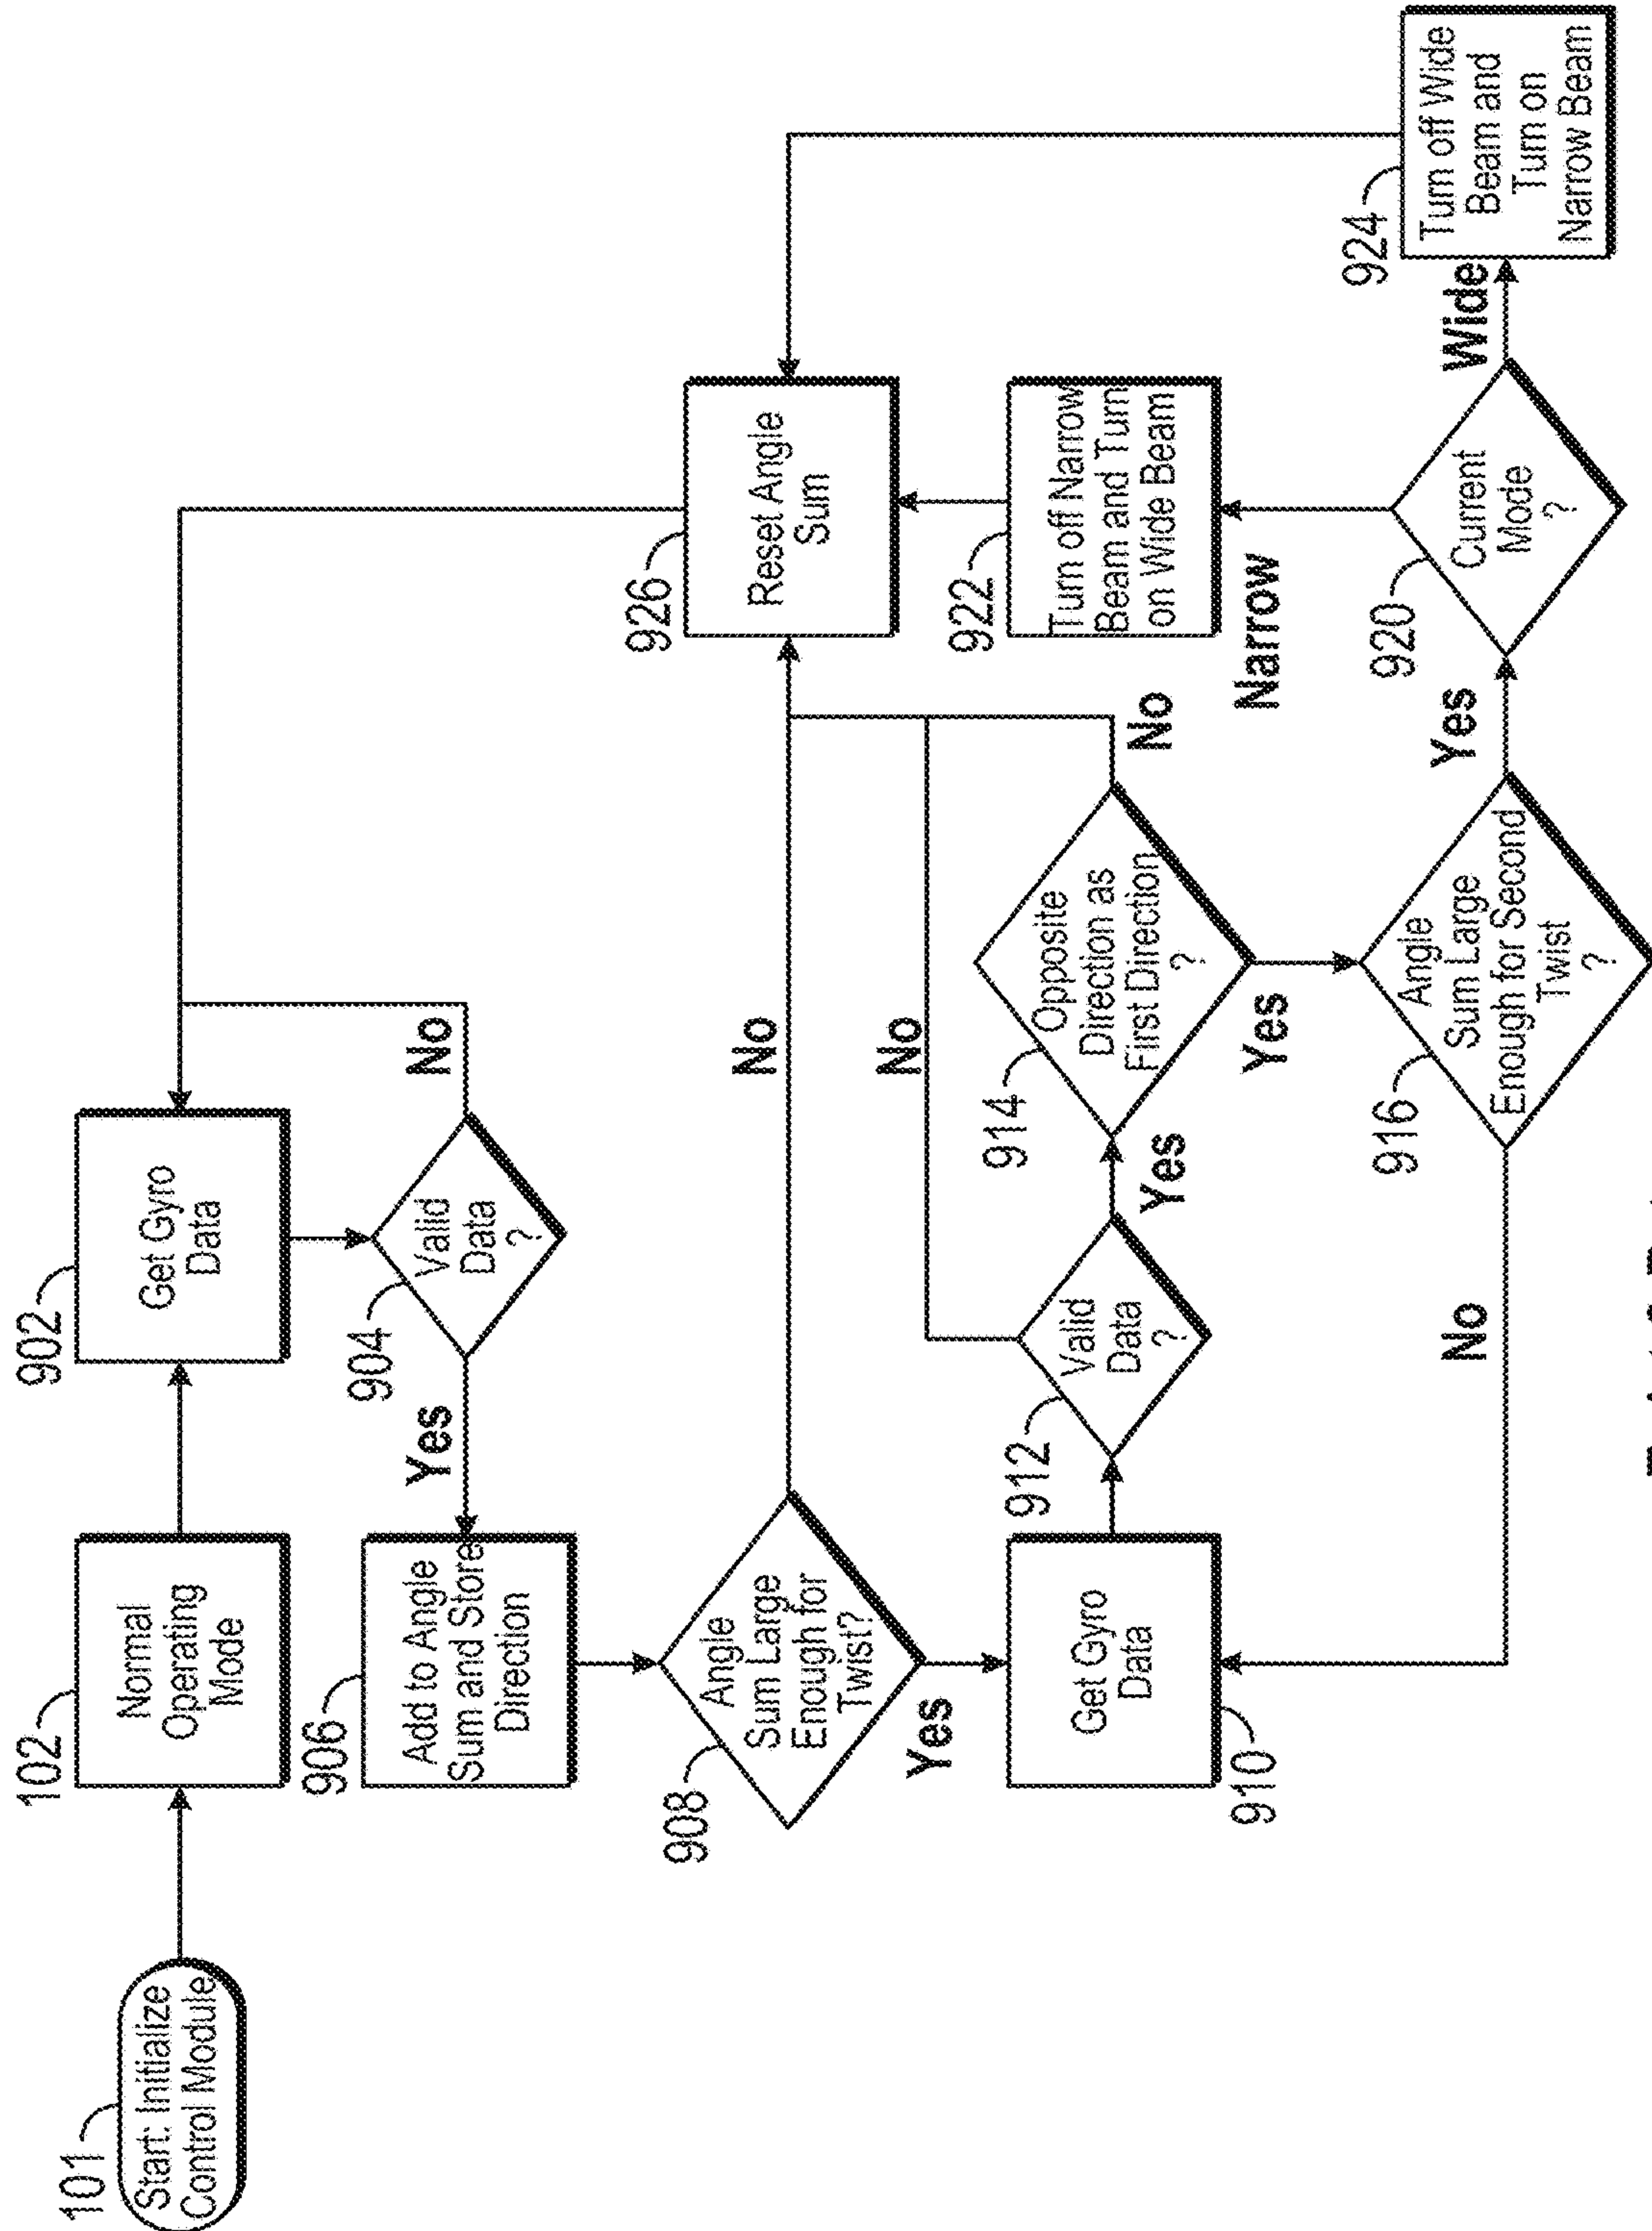 101
Start: Initialize
Control Module
102
Normal
Operating
Mode
902
Get Gyro
Data
904
Valid
Data
?
No
Yes
906
Add to Angle
Sum and Store
Direction
908
Angle
Sum Large
Enough for
Twist?
No
Yes
910
Get Gyro
Data
912
Valid
Data
?
No
Yes
914
Opposite
Direction as
First Direction
?
No
Yes
916
Angle
Sum Large
Enough for Second
Twist
?
No
Yes
920
Current
Mode
?
Narrow
Wide
922
Turn off Narrow
Beam and Turn
on Wide Beam
924
Turn off Wide
Beam and
Turn on
Narrow Beam
926
Reset Angle
Sum